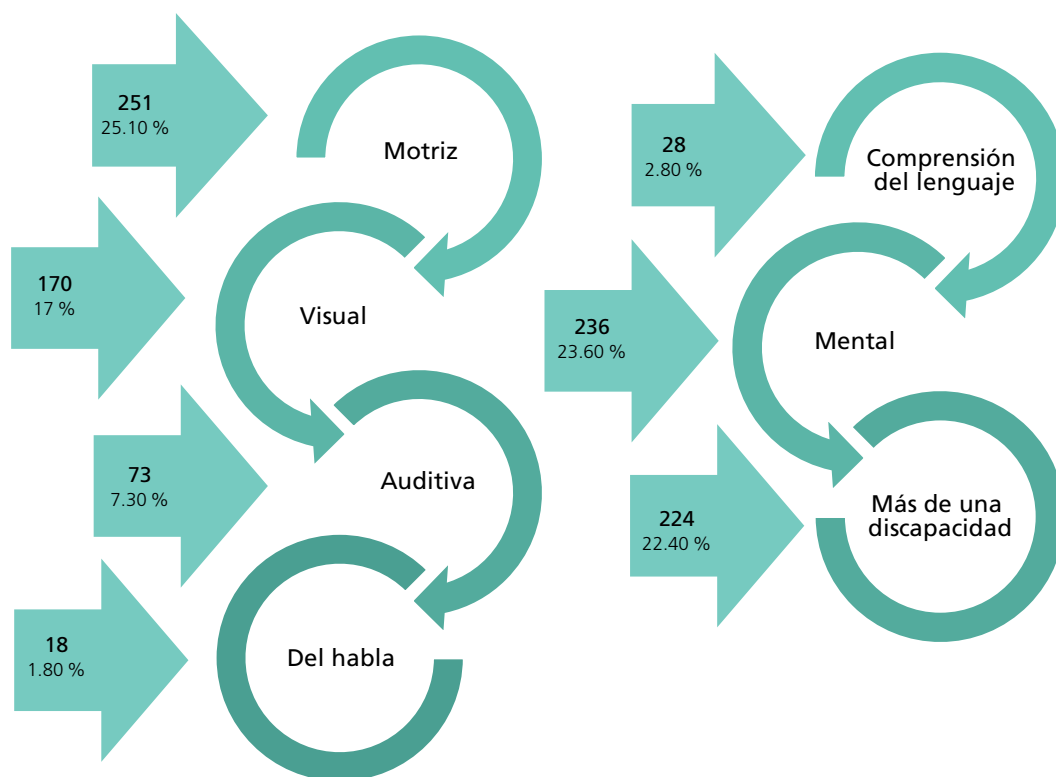 251
25.10 %
Motriz
170
17 %
Visual
73
7.30 %
Auditiva
18
1.80 %
Del habla
28
2.80 %
Comprensión
del lenguaje
236
23.60 %
Mental
224
22.40 %
Más de una
discapacidad